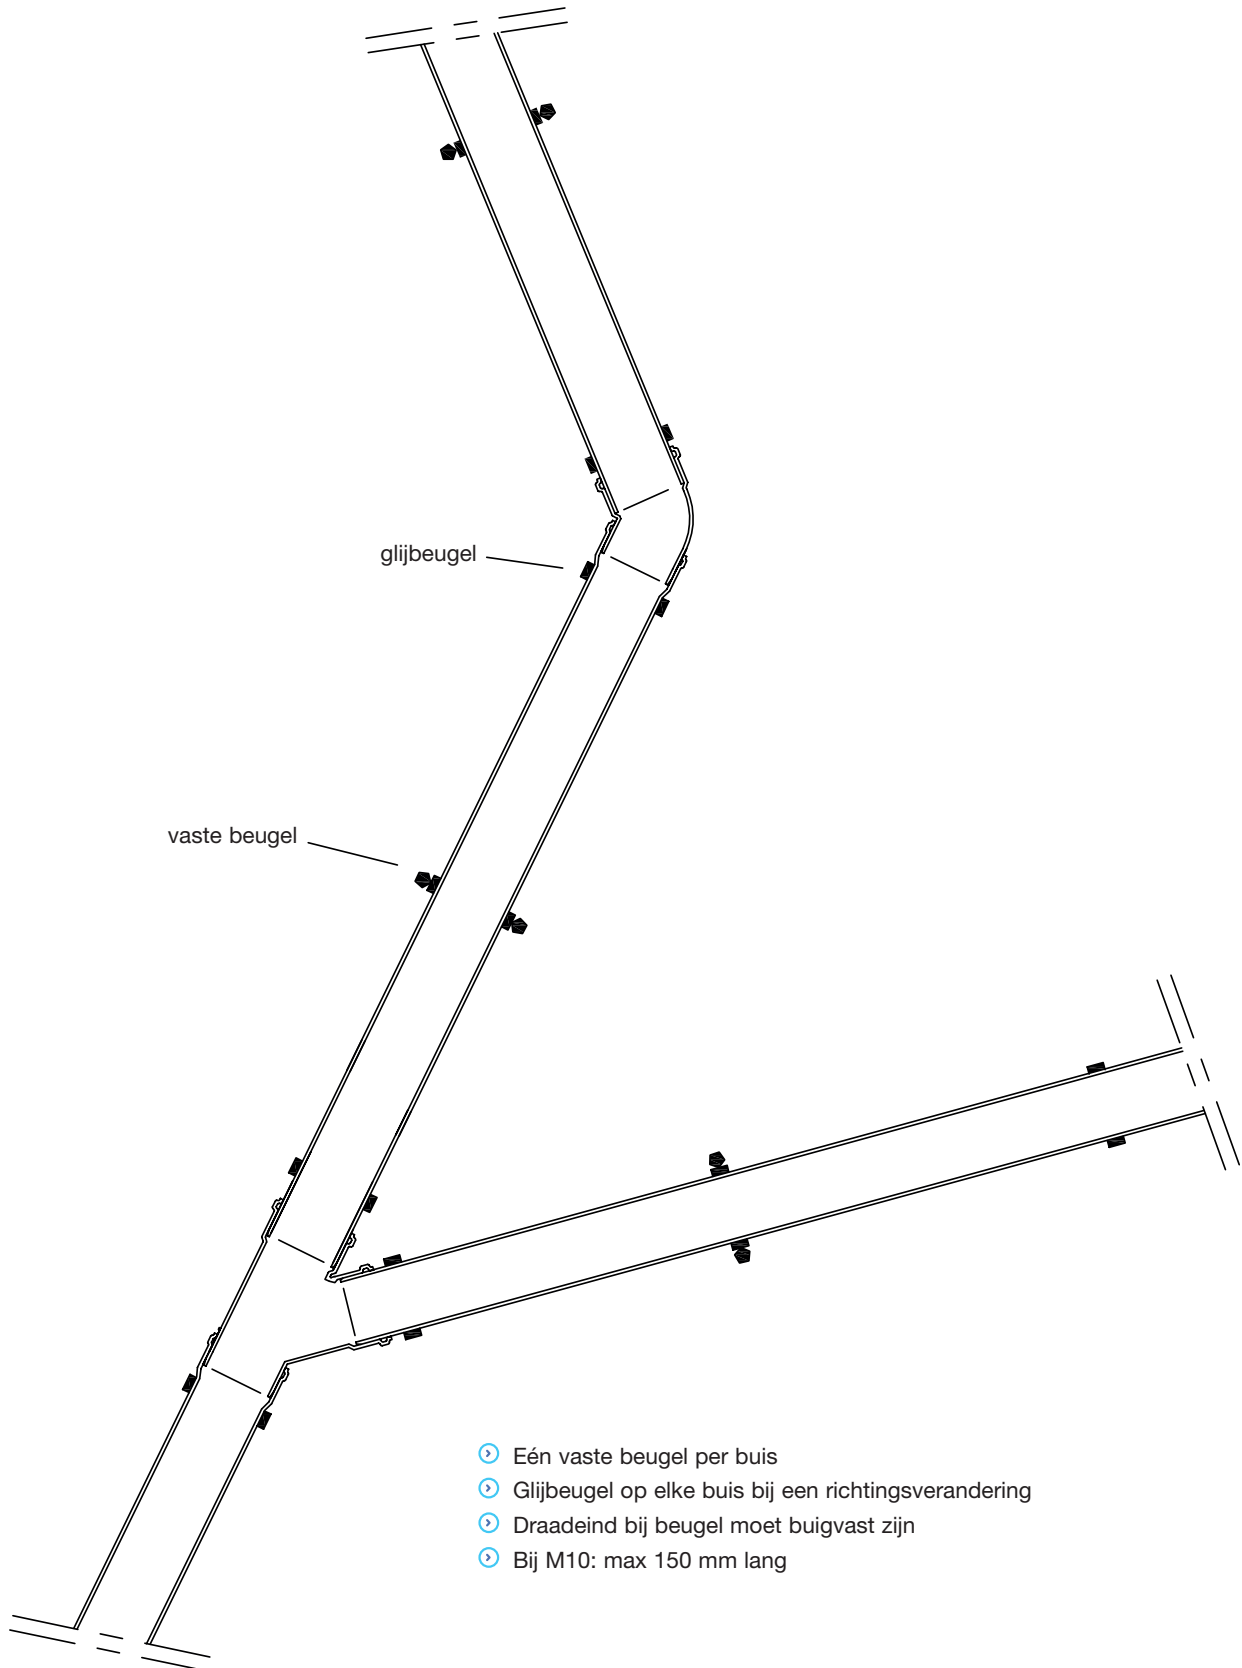 glijbeugel
vaste beugel
Eén vaste beugel per buis
Glijbeugel op elke buis bij een richtingsverandering
Draadeind bij beugel moet buigvast zijn
Bij M10: max 150 mm lang